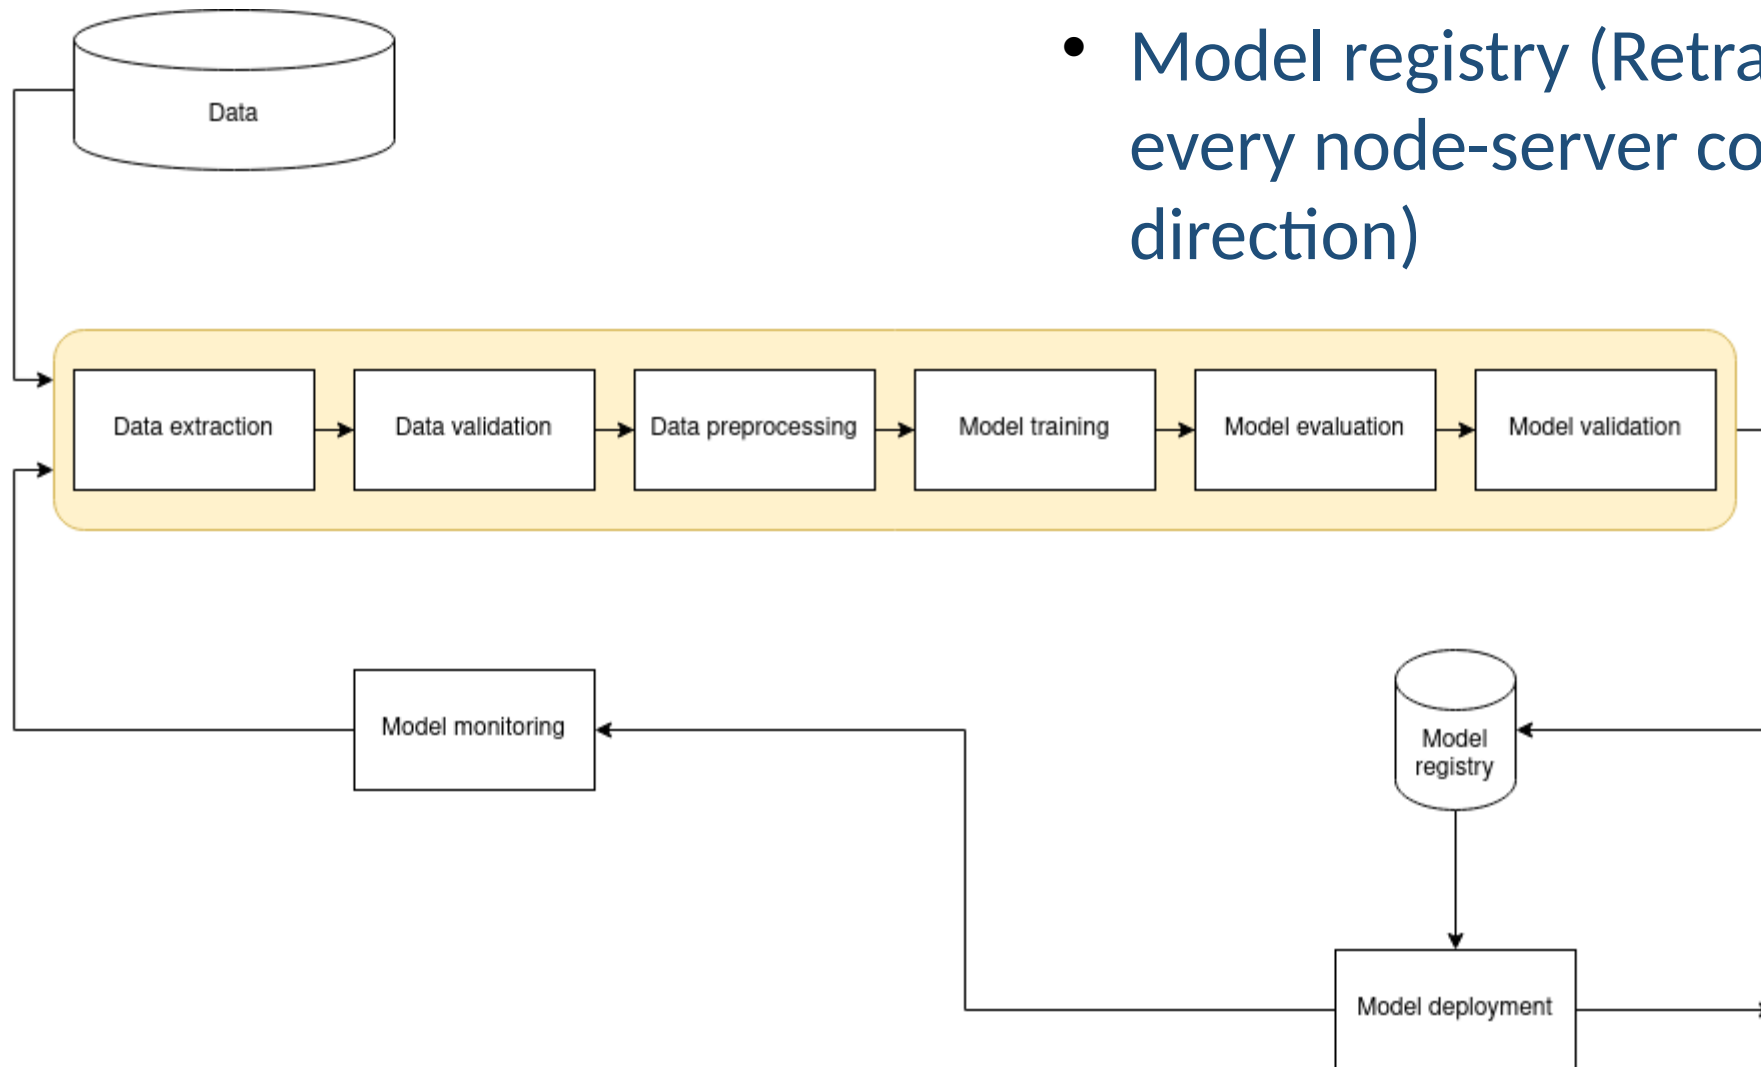 • Model registry (Retra
every node-server co
direction)
Data
Data extraction
Data validation
Data preprocessing
Model training
Model evaluation
Model validation
Model monitoring
Model
registry
Model deployment